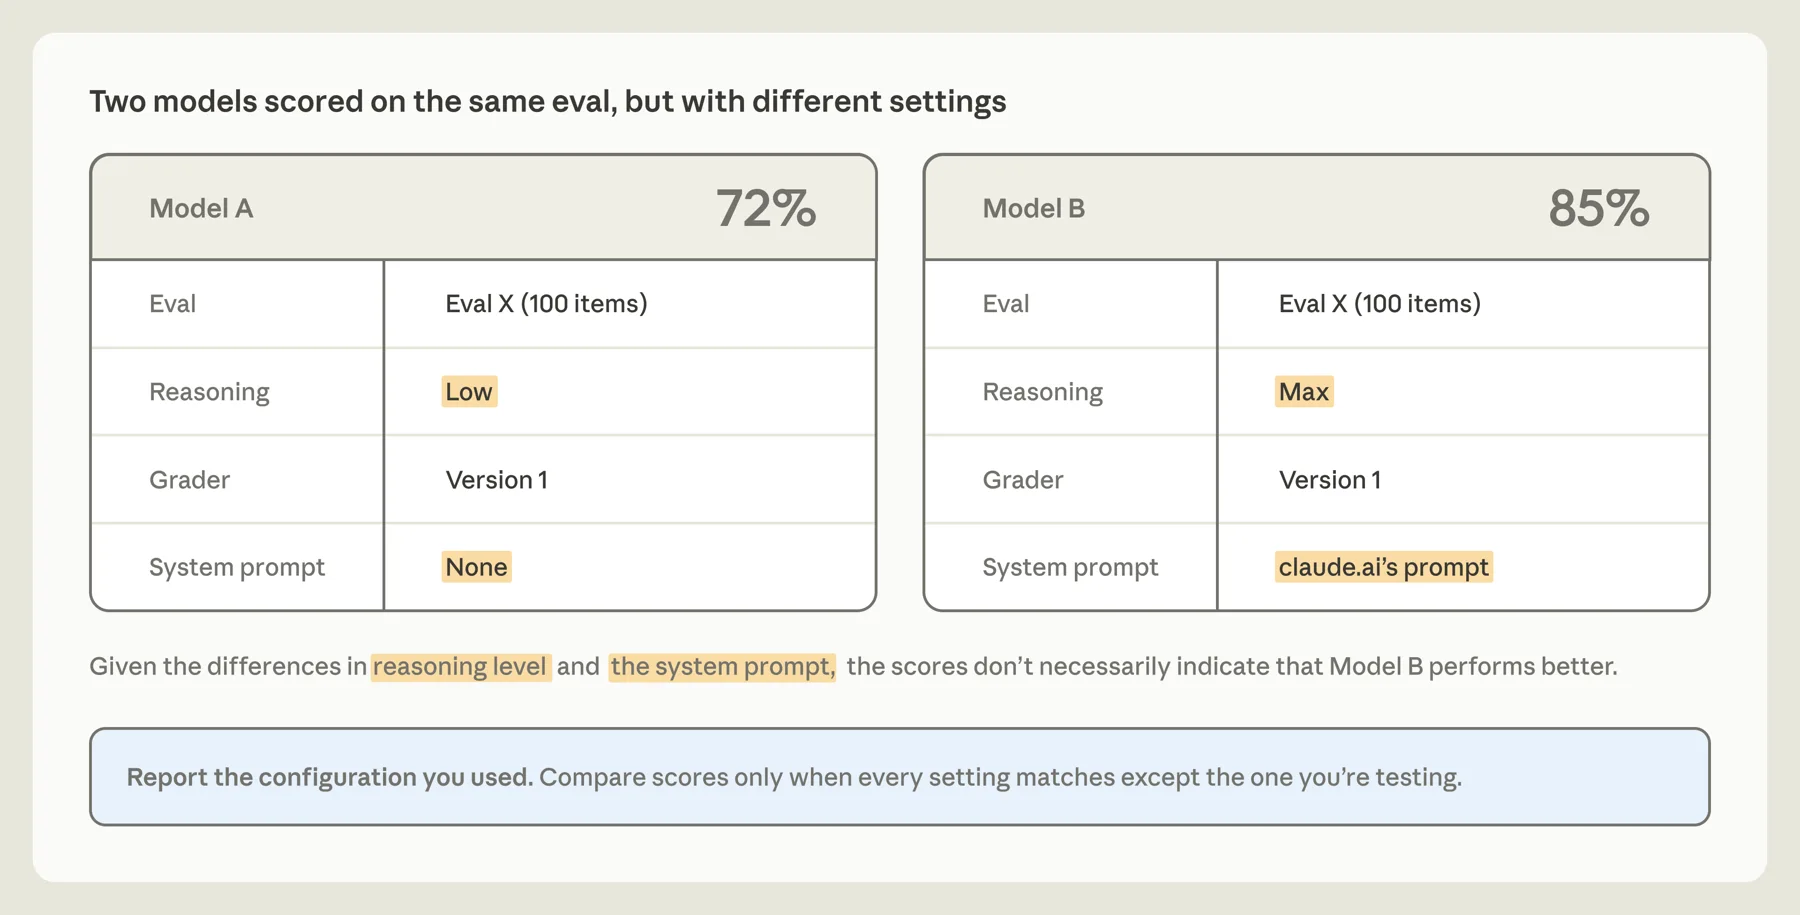 Two models scored on the same eval, but with different settings
Model A 72%
Eval Eval X (100 items)
Reasoning Low
Grader Version 1
System prompt None
Model B 85%
Eval Eval X (100 items)
Reasoning Max
Grader Version 1
System prompt claude.ai’s prompt
Given the differences in reasoning level and the system prompt, the scores don’t necessarily indicate that Model B performs better.
Report the configuration you used. Compare scores only when every setting matches except the one you’re testing.